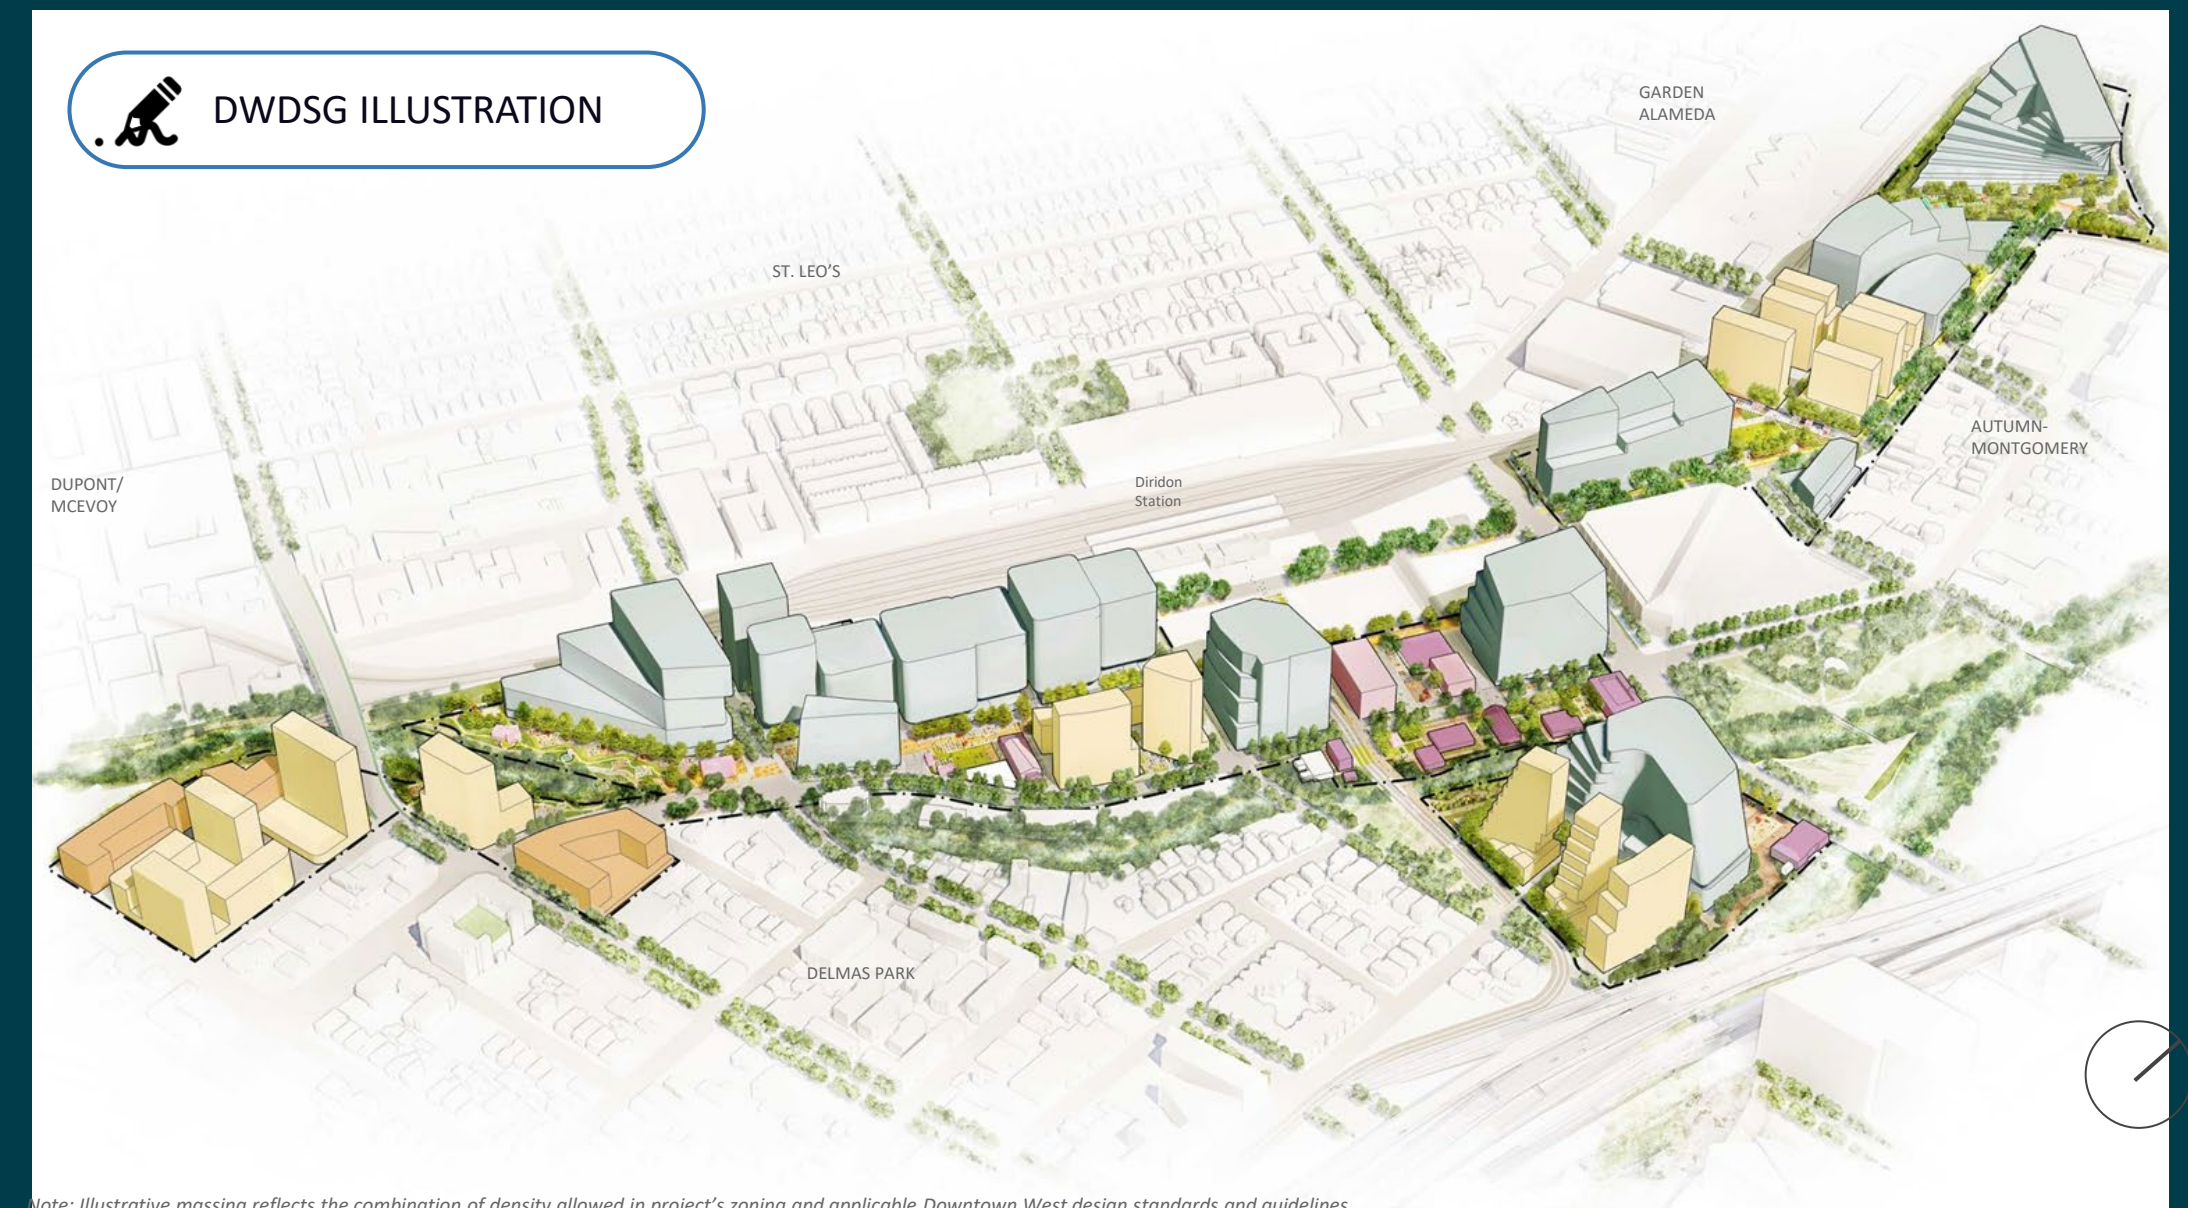 DWDSG ILLUSTRATION
GARDEN
ALAMEDA
ST. LEO'S
AUTUMN-
MONTGOMERY
DUPONT/
MCEVOY
Diridon
Station
DELMAS PARK
Note: Illustrative massing reflects the combination of density allowed in project's zoning and applicable Downtown West design standards and guidelines